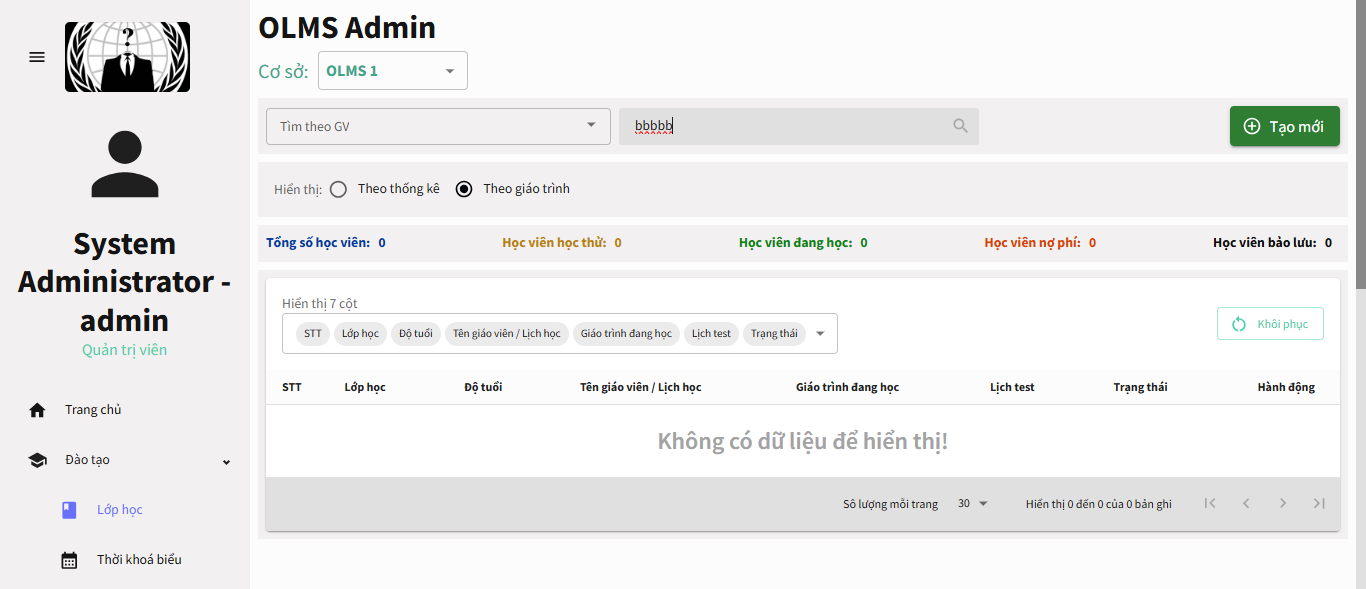 OLMS Admin
Cơ sở: OLMS 1
Tìm theo GV bbbbb Tạo mới
Hiển thị: Theo thống kê Theo giáo trình
Tổng số học viên: 0 Học viên học thử: 0 Học viên đang học: 0 Học viên nợ phí: 0 Học viên bảo lưu: 0
System
Administrator -
admin
Quản trị viên
Trang chủ
Đào tạo
Lớp học
Thời khoá biểu
Hiển thị 7 cột
STT Lớp học Độ tuổi Tên giáo viên / Lịch học Giáo trình đang học Lịch test Trạng thái Khôi phục
STT Lớp học Độ tuổi Tên giáo viên / Lịch học Giáo trình đang học Lịch test Trạng thái Hành động
Không có dữ liệu để hiển thị!
Số lượng mỗi trang 30 Hiển thị 0 đến 0 của 0 bản ghi